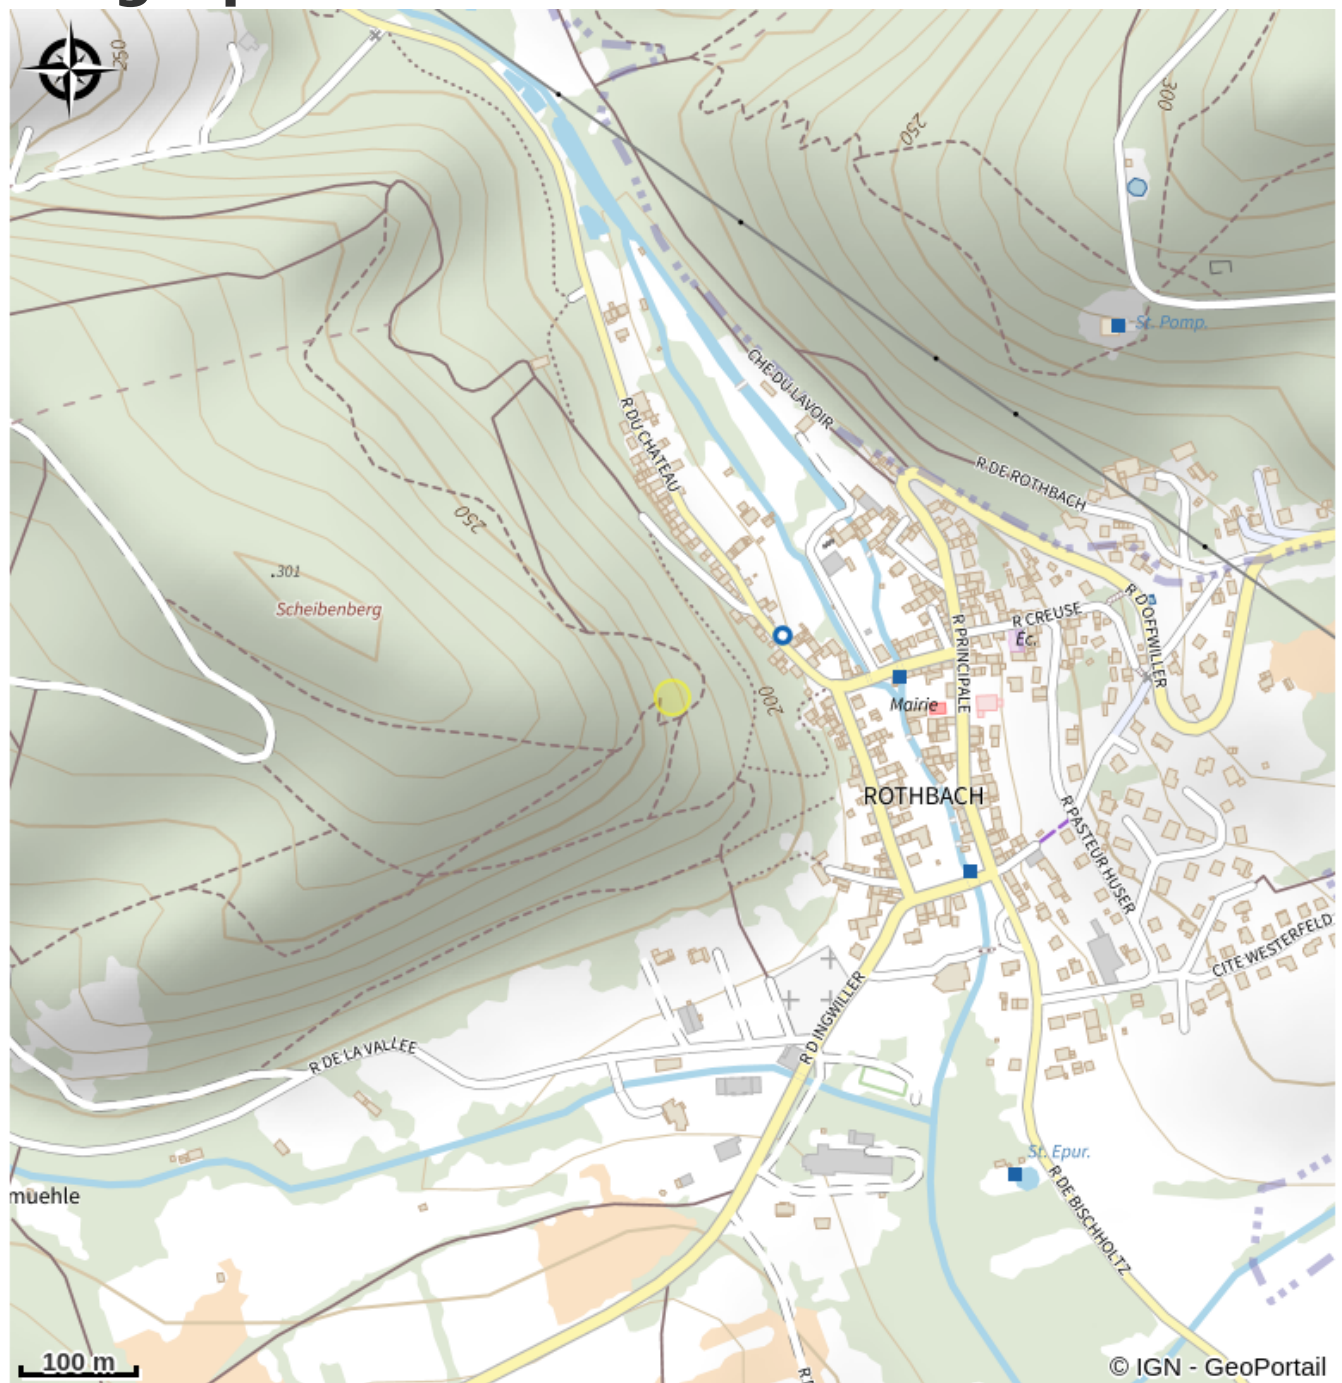 250
300
250
St. Pomp.
CHE DU LAVOIR
R DU CHATEAU
R DE ROTHBACH
250
.301
Scheibenberg
R D OFFWILLER
R CREUSE
Ec.
R PRINCIPALE
200
Mairie
ROTHBACH
R PASTEUR HUSER
CITE WESTERFELD
R D INGWILLER
R DE LA VALLEE
St. Epur.
muehle
R DE BISCHHOLTZ
100 m
© IGN - GeoPortail